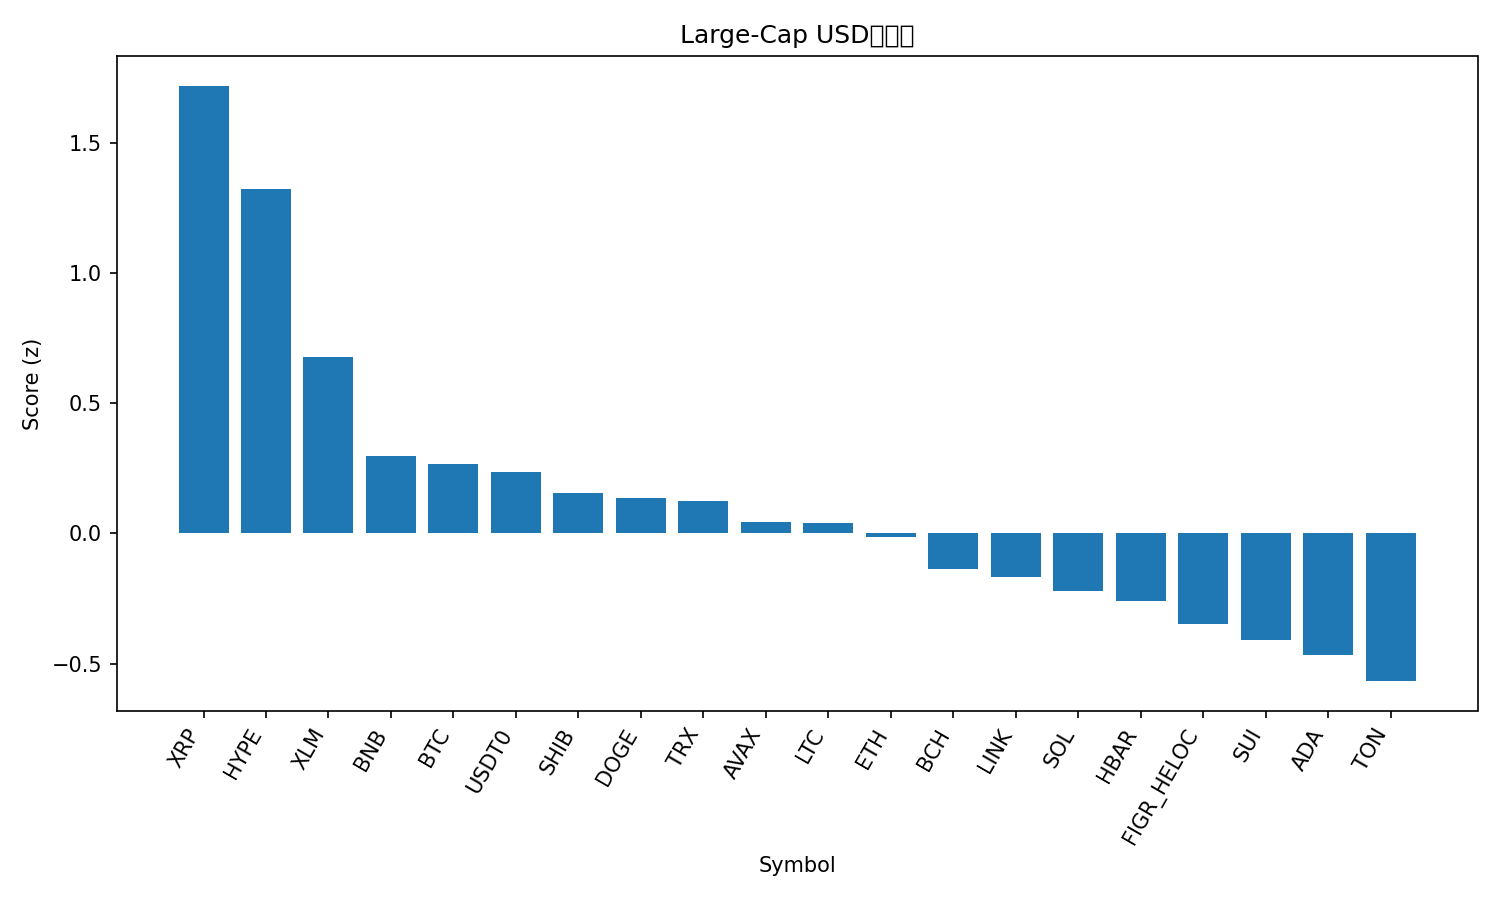 Large-Cap USD
Score (z)
1.5
1.0
0.5
0.0
−0.5
XRP
HYPE
XLM
BNB
BTC
USDT0
SHIB
DOGE
TRX
AVAX
LTC
ETH
BCH
LINK
SOL
HBAR
FIGR_HELOC
SUI
ADA
TON
Symbol